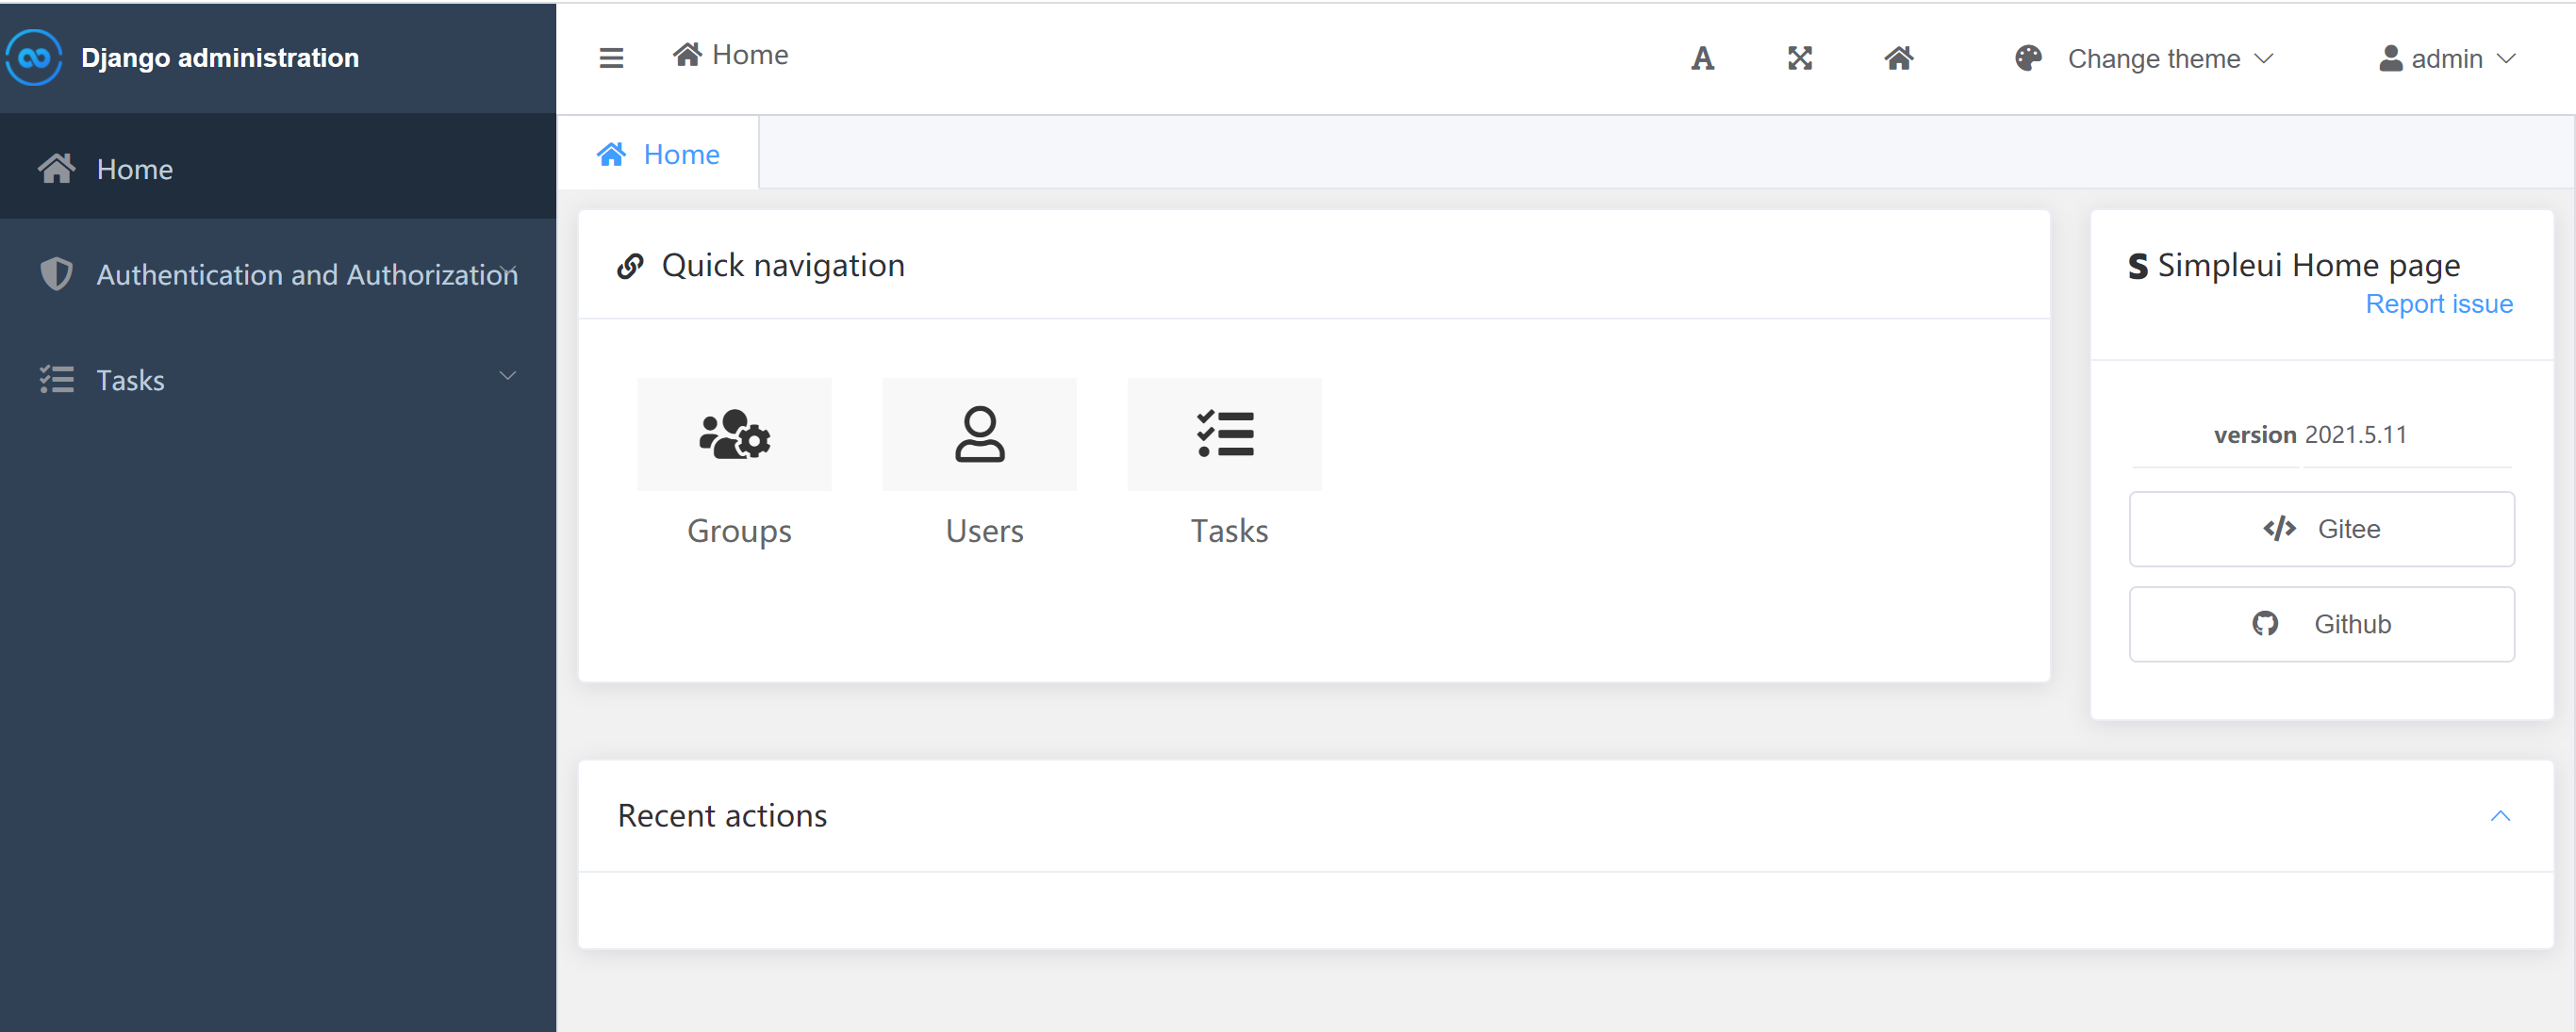 Django administration
Home
Change theme
admin
Home
Authentication and Authorization
Tasks
Home
Quick navigation
Groups
Users
Tasks
Simpleui Home page
Report issue
version 2021.5.11
Gitee
Github
Recent actions